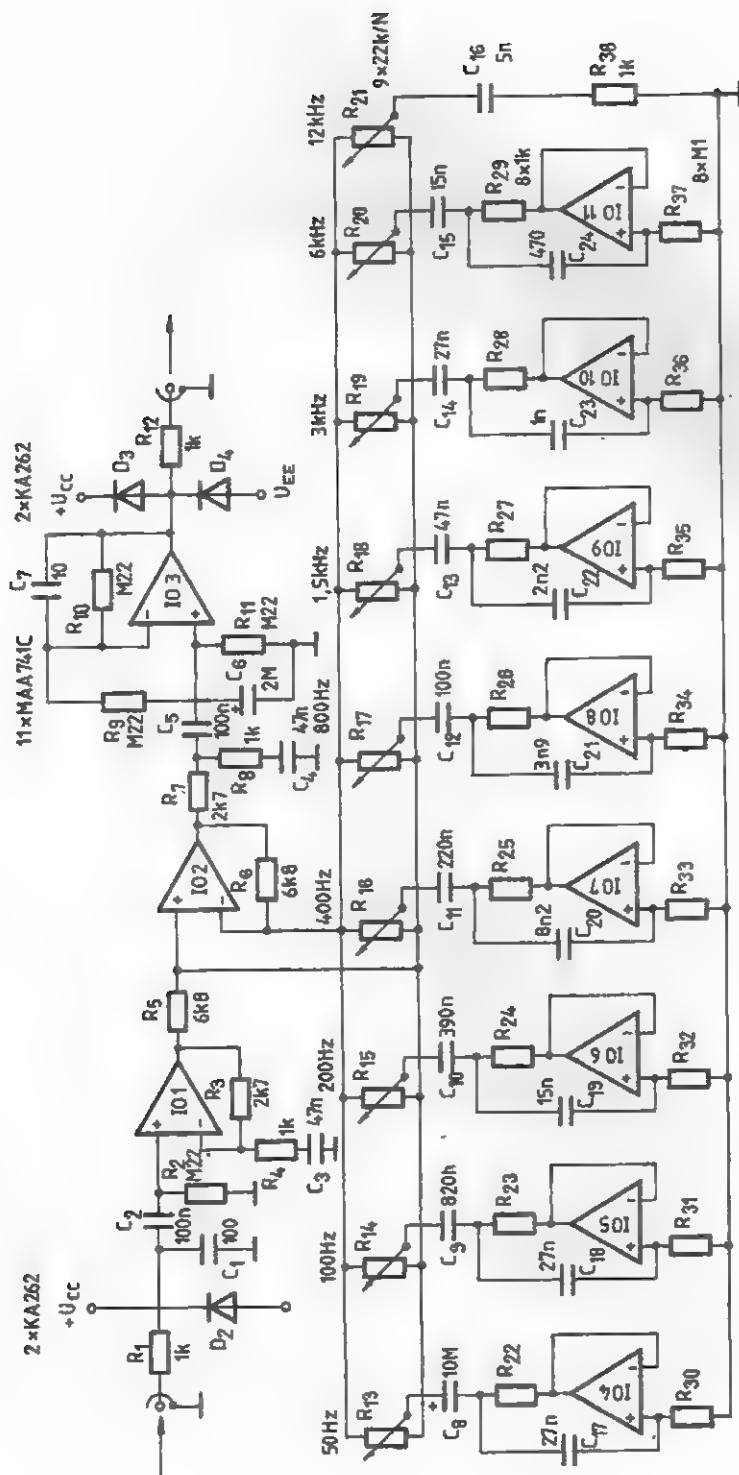 2×KA262
+UCC
R1
1k
D2
C1
100
C2
100n
R2
M22
IO1
+
-
R3
2k7
R4
1k
C3
47n
R5
6k8
IO2
+
-
R6
6k8
R7
2k7
R8
1k
C4
47n
800Hz
C5
100n
R9
M22
C6
2M
+
R11
M22
11×MAA741C
C7
10
R10
M22
IO3
-
+
2×KA262
+UCC
D3
D4
UEE
R12
1k
50Hz
R13
100Hz
R14
200Hz
R15
400Hz
R16
R17
1,5kHz
R18
3kHz
R19
6kHz
R20
12kHz
R21
9×22k/N
+
C8
10M
C9
820n
C10
390n
C11
220n
C12
100n
C13
47n
C14
27n
C15
15n
C16
5n
R22
R23
R24
R25
R26
R27
R28
R29
8×1k
R38
1k
27n
C17
IO4
+
-
R30
27n
C18
IO5
+
-
R31
15n
C19
IO6
+
-
R32
8n2
C20
IO7
+
-
R33
3n9
C21
IO8
+
-
R34
2n2
C22
IO9
+
-
R35
1n
C23
IO10
+
-
R36
470
C24
IO11
+
-
R37
8×M1